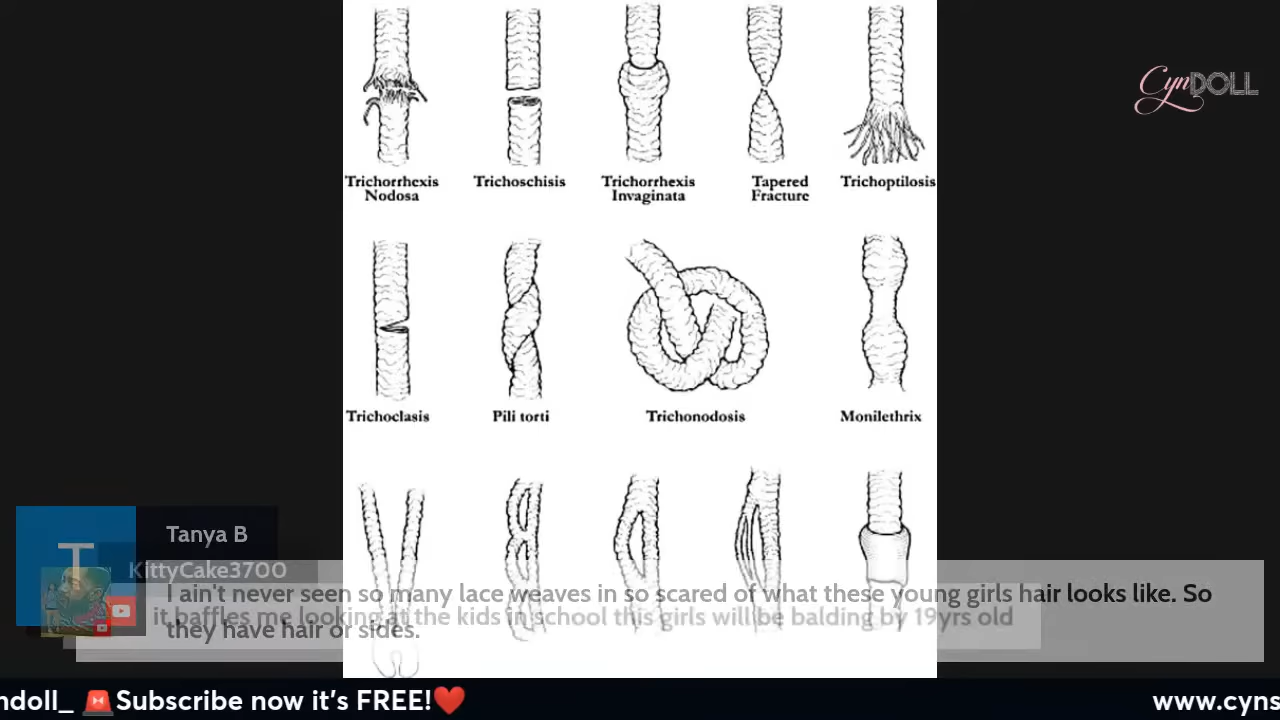 CynDOLL
Trichorrhexis
Nodosa
Trichoschisis
Trichorrhexis
Invaginata
Tapered
Fracture
Trichoptilosis
Trichoclasis
Pili torti
Trichonodosis
Monilethrix
T
Tanya B
KittyCake3700
ain't never seen so many lace weaves in so scared of what these young girls hair looks like. So
it baffles me looking at the kids in school this girls will be balding by 19yrs old
they have hair or sides.
ndoll_ 🚨Subscribe now it's FREE!❤️
www.cyns